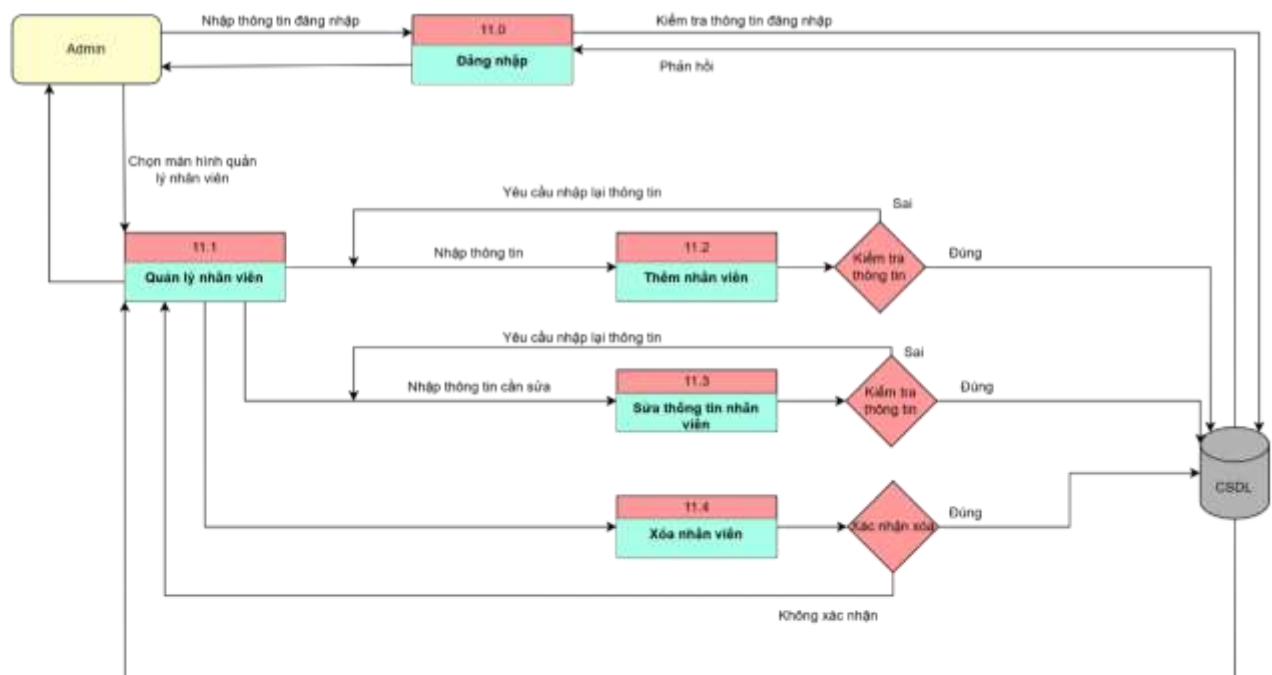 Nhập thông tin đăng nhập
Kiểm tra thông tin đăng nhập
11.0
Admin
Đăng nhập
Phản hồi
Chọn màn hình quản
lý nhân viên
Yêu cầu nhập lại thông tin
Sai
11.1
Nhập thông tin
11.2
Kiểm tra
thông tin
Đúng
Quản lý nhân viên
Thêm nhân viên
Yêu cầu nhập lại thông tin
Sai
11.3
Nhập thông tin cần sửa
Kiểm tra
thông tin
Đúng
Sửa thông tin nhân
viên
CSDL
11.4
Đúng
Xóa nhân viên
Xác nhận xóa
Không xác nhận